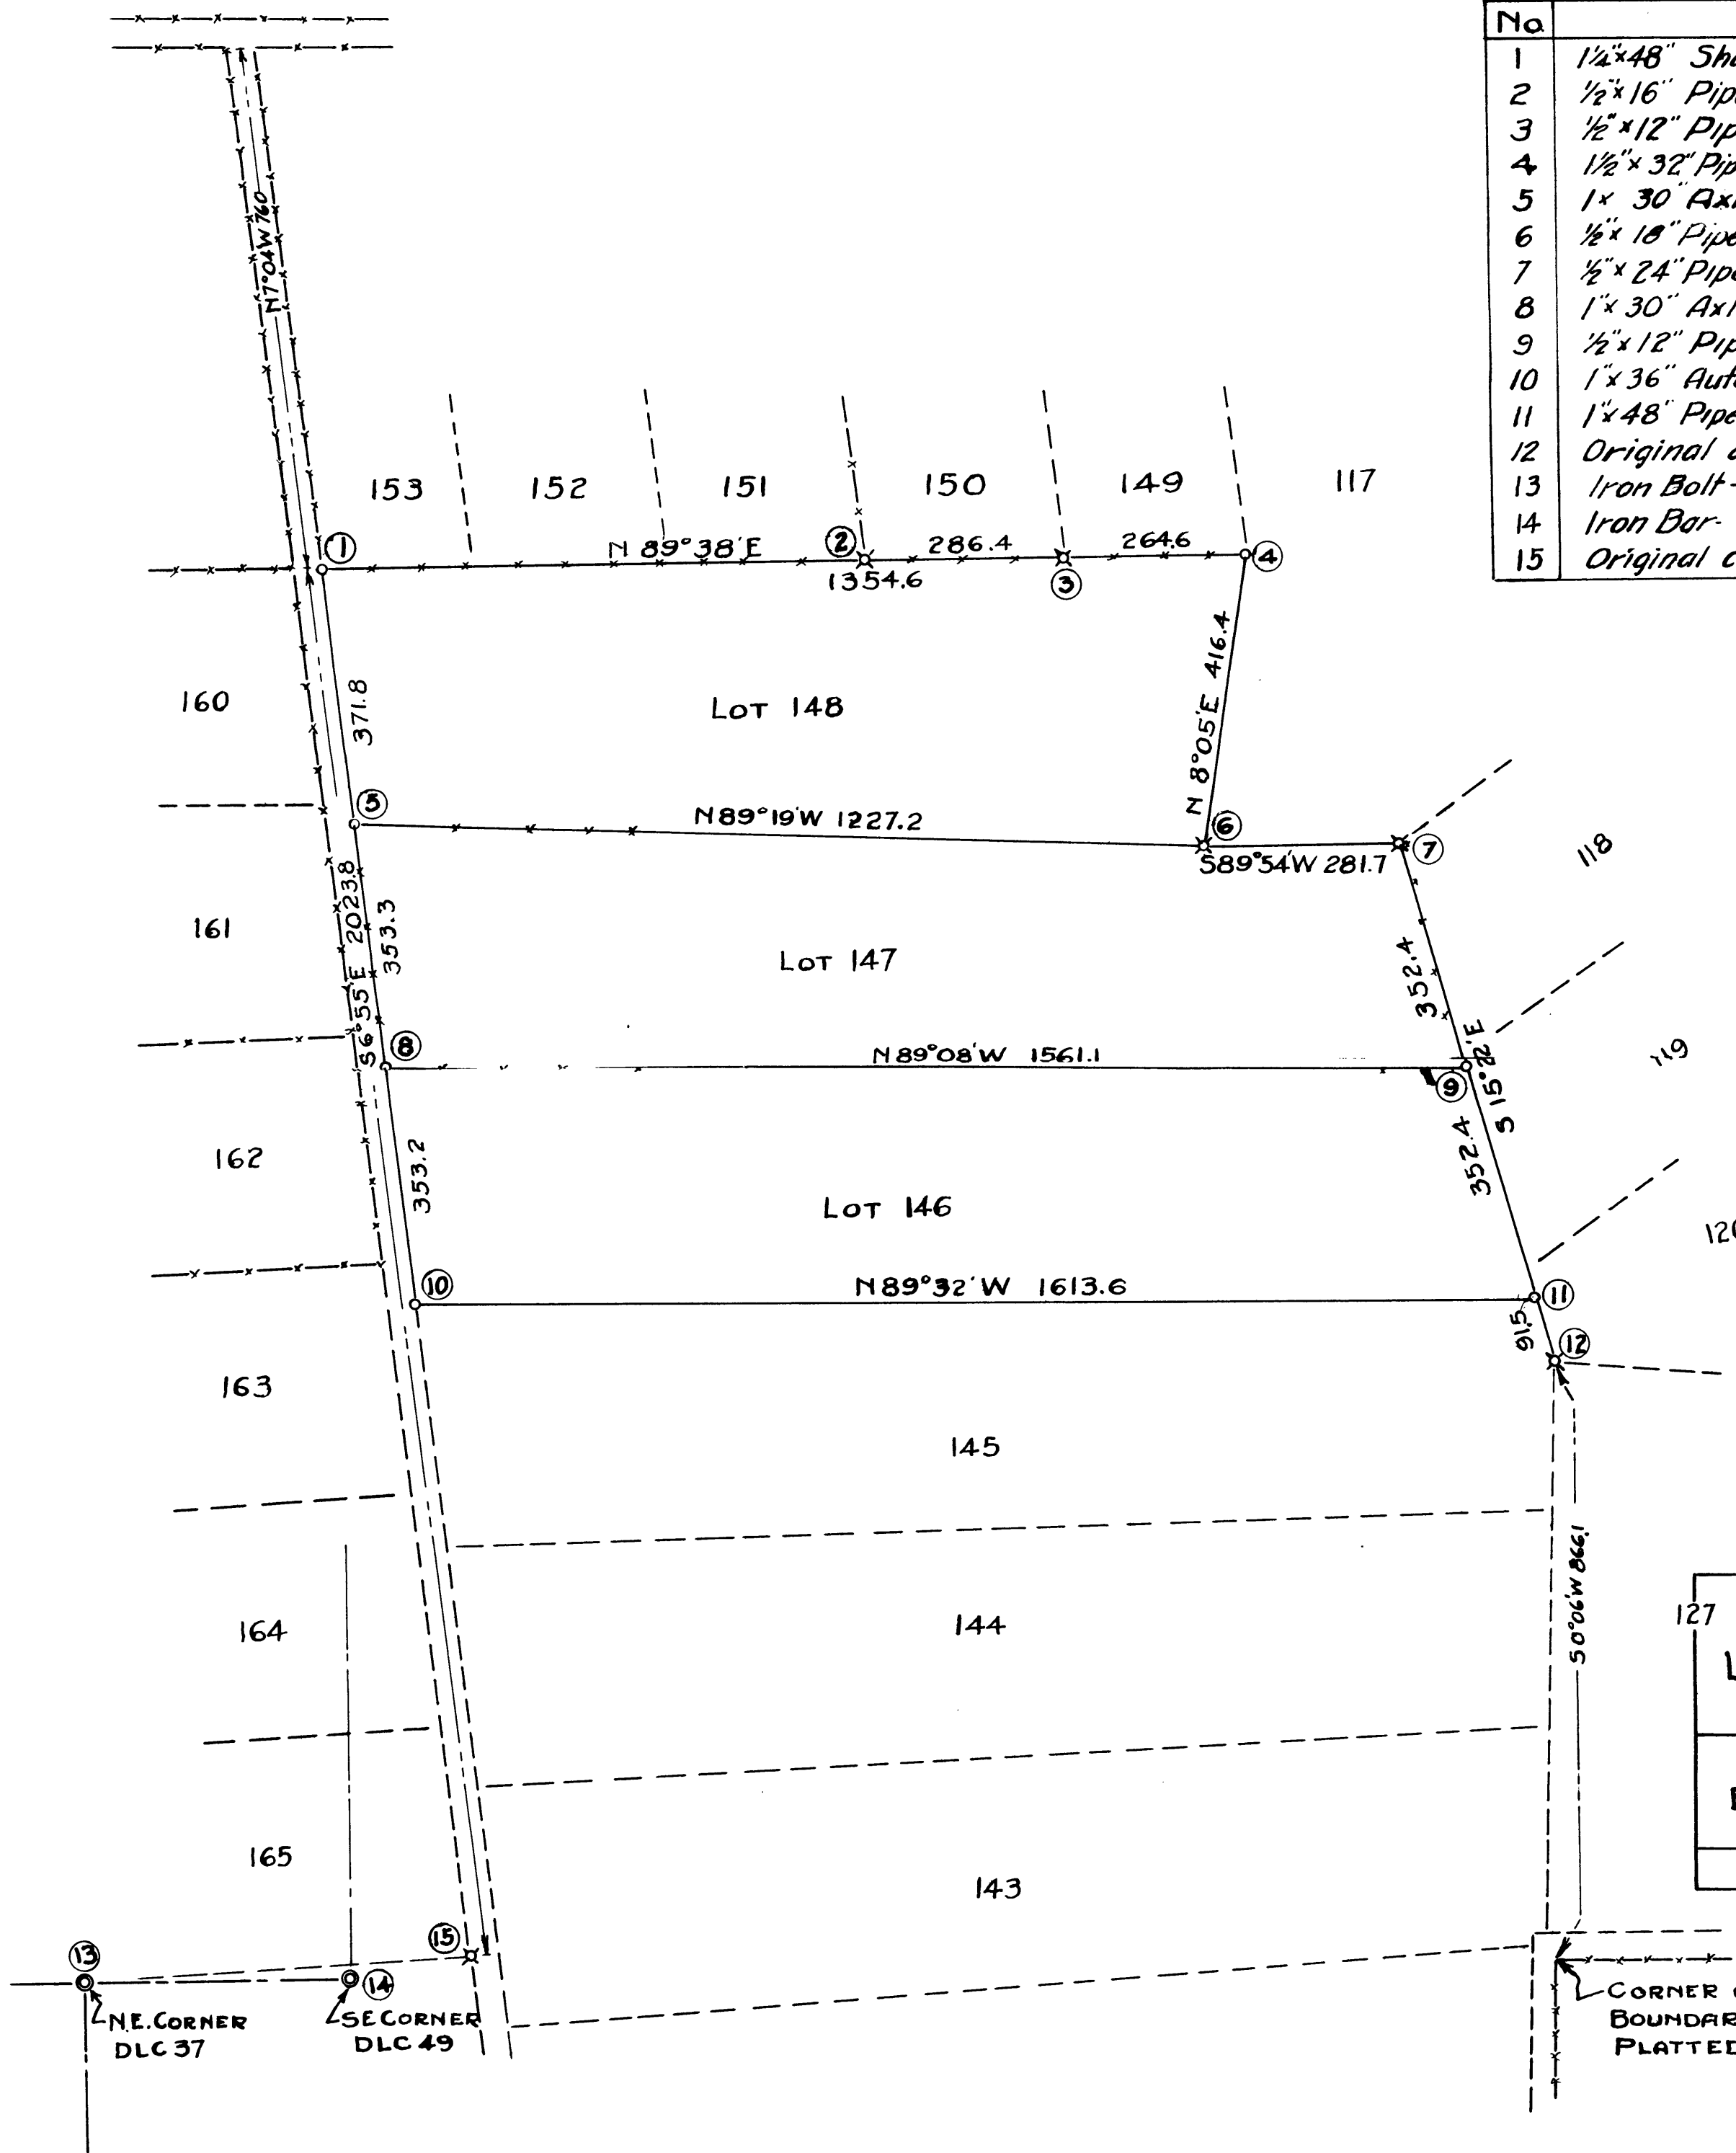 No.
1 1¼"x48" Sh
2 ½"x16" Pip
3 ½"x12" Pip
4 1½"x 32" Pip
5 1x 30" Ax
6 ½"x 18" Pipe
7 ½"x 24" Pip
8 1"x 30" Axl
9 ½"x12" Pip
10 1"x36" Aut
11 1"x48" Pipe
12 Original
13 Iron Bolt-
14 Iron Bar-
15 Original c
N7°04'W 760
153 152 151 150 149 117
1 N 89°38'E 2 286.4 264.6 4
1354.6 3
160
371.8
LOT 148
N 8°05'E 416.4
5
N89°19'W 1227.2
6
7
S89°54'W 281.7
118
161
S6°55'E 2023.8
353.3
LOT 147
352.4
S 15°22'E
8
N89°08'W 1561.1
9
119
162
353.2
LOT 146
352.4
12
10
N89°32'W 1613.6
11
91.5
12
163
145
S0°06'W 866.1
164
144
127
165
143
15
13
14
N.E. CORNER
DLC 37
SE CORNER
DLC 49
CORNER
BOUNDAR
PLATTED